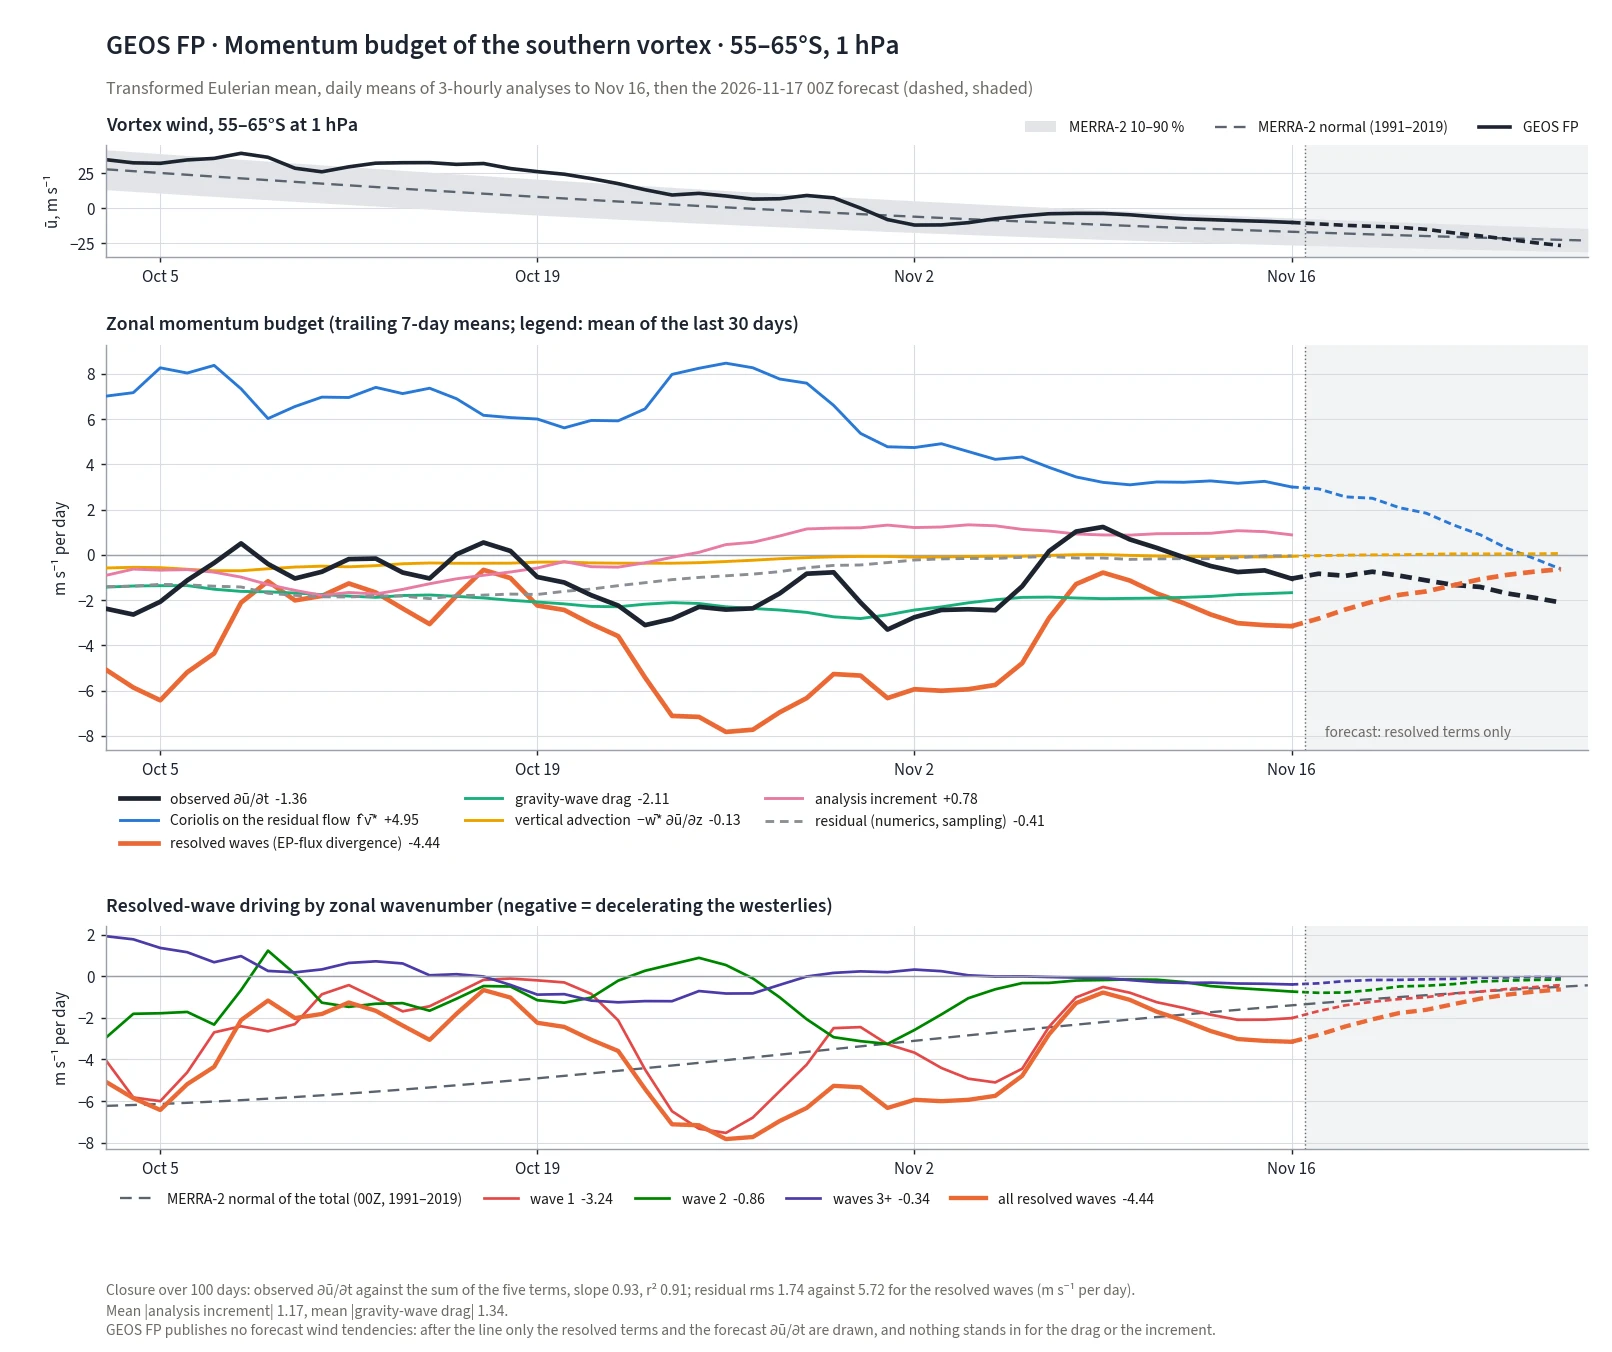 GEOS FP · Momentum budget of the southern vortex · 55–65°S, 1 hPa
Transformed Eulerian mean, daily means of 3-hourly analyses to Nov 16, then the 2026-11-17 00Z forecast (dashed, shaded)
Vortex wind, 55–65°S at 1 hPa
MERRA-2 10–90 %
MERRA-2 normal (1991–2019)
GEOS FP
ū, m s⁻¹
25
0
−25
Oct 5
Oct 19
Nov 2
Nov 16
Zonal momentum budget (trailing 7-day means; legend: mean of the last 30 days)
m s⁻¹ per day
8
6
4
2
0
−2
−4
−6
−8
forecast: resolved terms only
Oct 5
Oct 19
Nov 2
Nov 16
observed ∂ū/∂t -1.36
Coriolis on the residual flow f v̄* +4.95
resolved waves (EP-flux divergence) -4.44
gravity-wave drag -2.11
vertical advection −w̄* ∂ū/∂z -0.13
analysis increment +0.78
residual (numerics, sampling) -0.41
Resolved-wave driving by zonal wavenumber (negative = decelerating the westerlies)
m s⁻¹ per day
2
0
−2
−4
−6
−8
Oct 5
Oct 19
Nov 2
Nov 16
MERRA-2 normal of the total (00Z, 1991–2019)
wave 1 -3.24
wave 2 -0.86
waves 3+ -0.34
all resolved waves -4.44
Closure over 100 days: observed ∂ū/∂t against the sum of the five terms, slope 0.93, r² 0.91; residual rms 1.74 against 5.72 for the resolved waves (m s⁻¹ per day).
Mean |analysis increment| 1.17, mean |gravity-wave drag| 1.34.
GEOS FP publishes no forecast wind tendencies: after the line only the resolved terms and the forecast ∂ū/∂t are drawn, and nothing stands in for the drag or the increment.